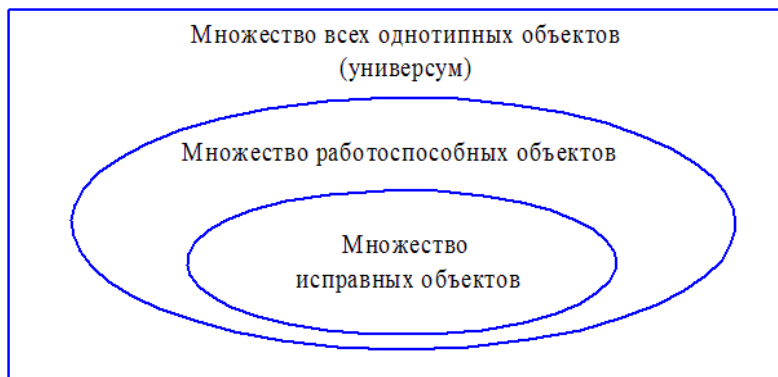 Множество всех однотипных объектов
(универсум)
Множество работоспособных объектов
Множество
исправных объектов